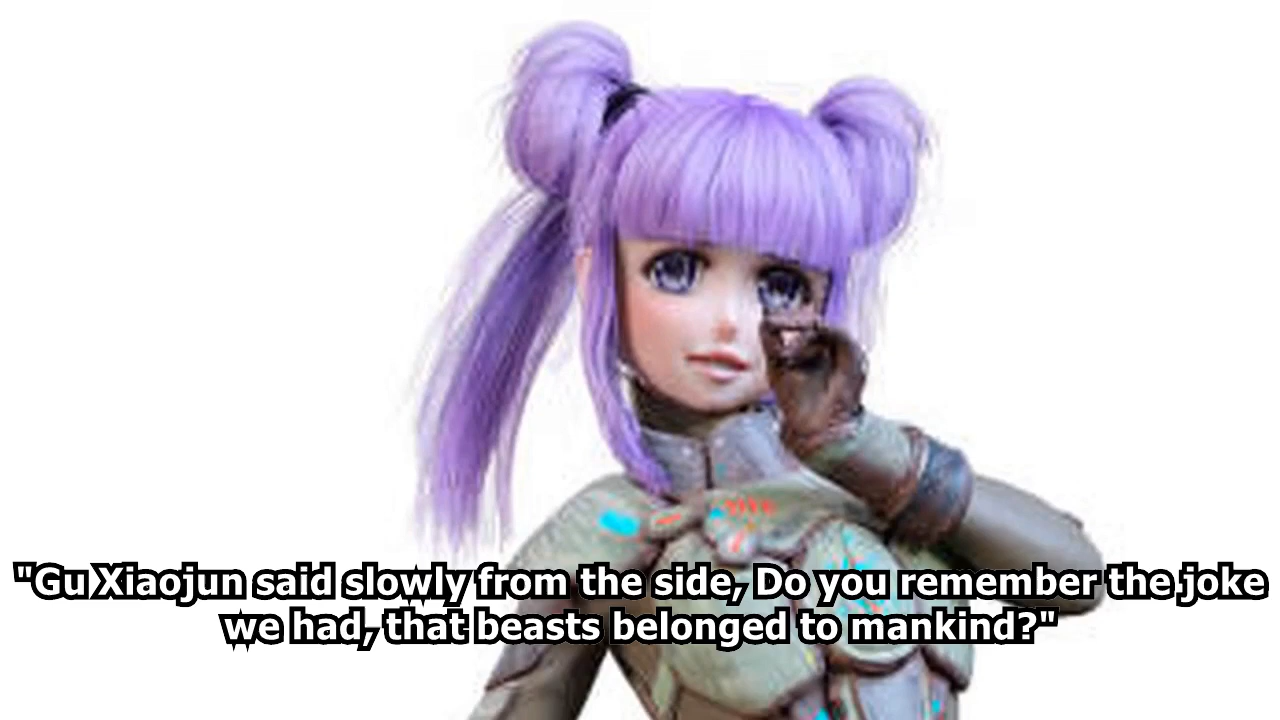 "Gu Xiaojun said slowly from the side, Do you remember the joke
we had, that beasts belonged to mankind?"